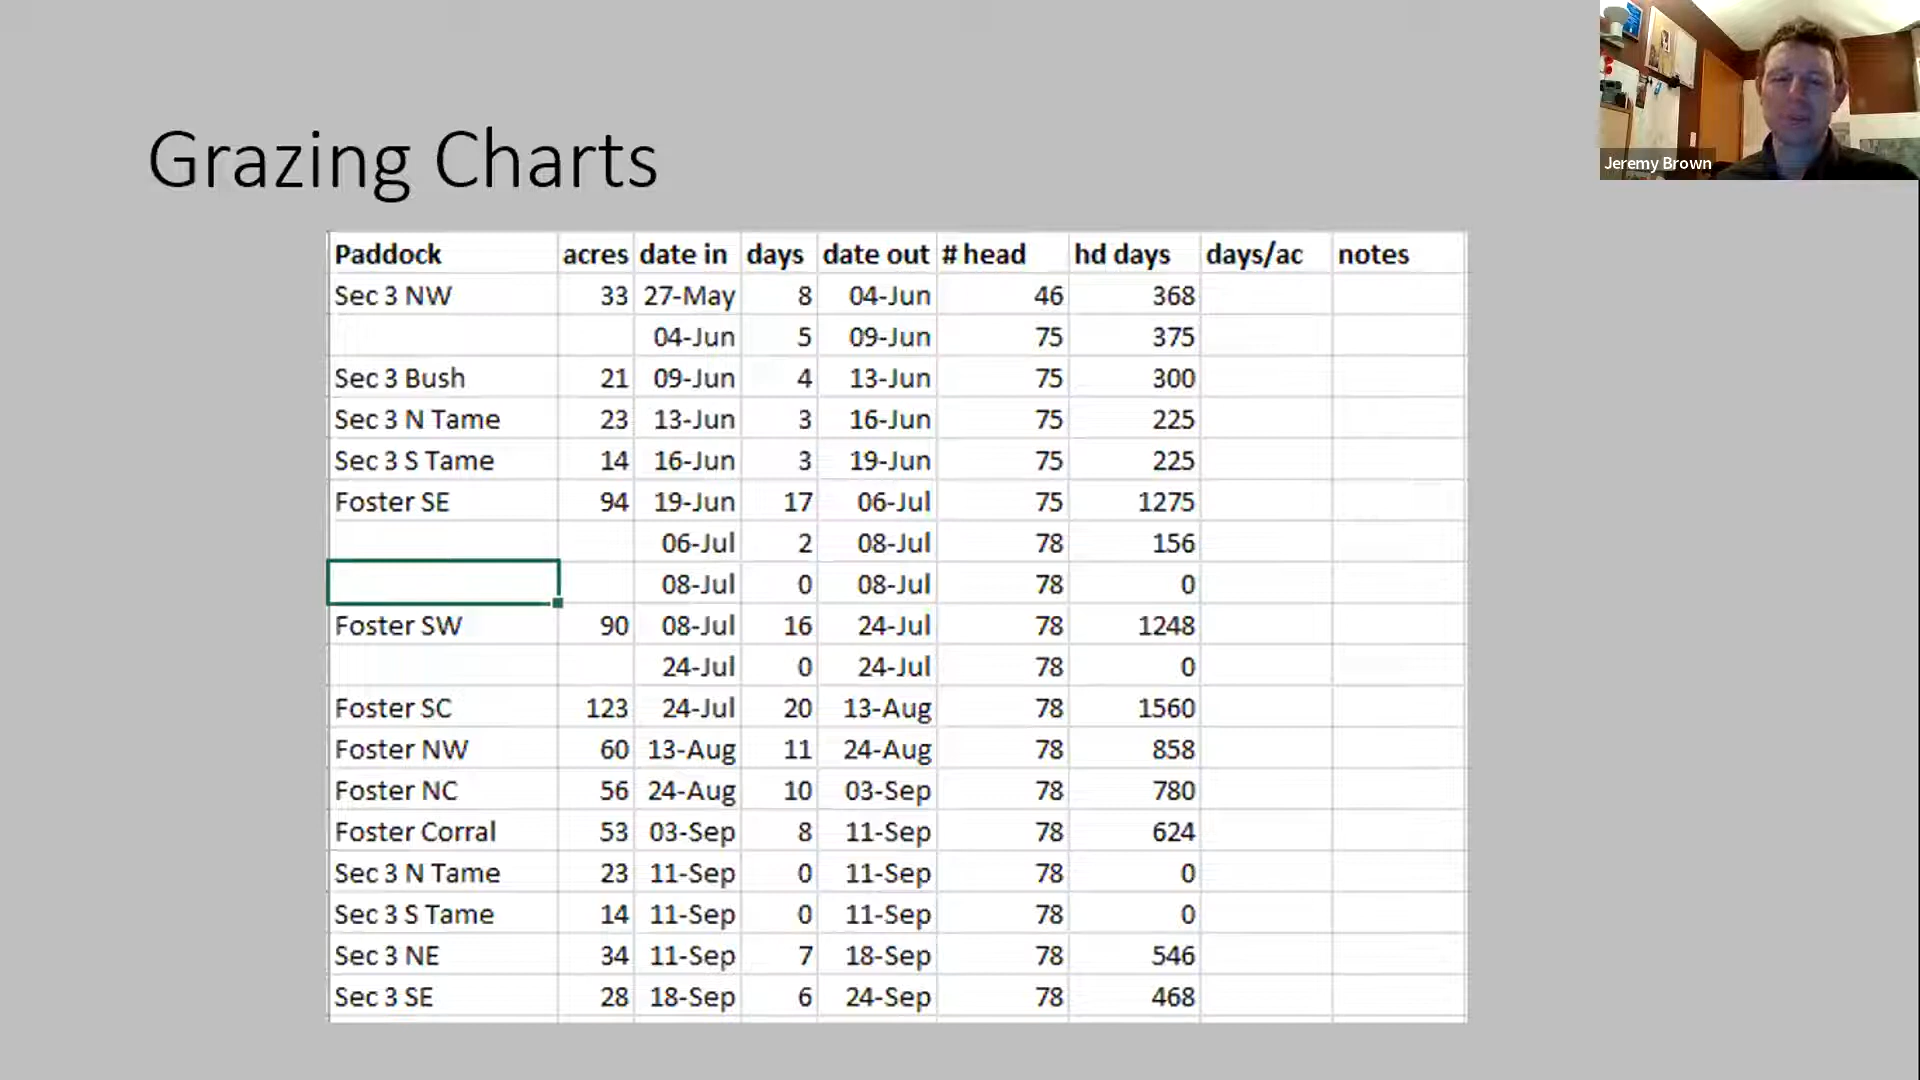 Jeremy Brown
Grazing Charts
Paddock acres date in days date out # head hd days days/ac notes
Sec 3 NW 33 27-May 8 04-Jun 46 368
04-Jun 5 09-Jun 75 375
Sec 3 Bush 21 09-Jun 4 13-Jun 75 300
Sec 3 N Tame 23 13-Jun 3 16-Jun 75 225
Sec 3 S Tame 14 16-Jun 3 19-Jun 75 225
Foster SE 94 19-Jun 17 06-Jul 75 1275
06-Jul 2 08-Jul 78 156
08-Jul 0 08-Jul 78 0
Foster SW 90 08-Jul 16 24-Jul 78 1248
24-Jul 0 24-Jul 78 0
Foster SC 123 24-Jul 20 13-Aug 78 1560
Foster NW 60 13-Aug 11 24-Aug 78 858
Foster NC 56 24-Aug 10 03-Sep 78 780
Foster Corral 53 03-Sep 8 11-Sep 78 624
Sec 3 N Tame 23 11-Sep 0 11-Sep 78 0
Sec 3 S Tame 14 11-Sep 0 11-Sep 78 0
Sec 3 NE 34 11-Sep 7 18-Sep 78 546
Sec 3 SE 28 18-Sep 6 24-Sep 78 468